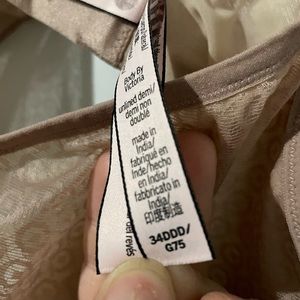 Body By
Victoria
unlined demi/
demi non
doublé
made in
India/
fabriqué en
Inde/hecho
en India/
fabbricato in
India/
印度制造
34DDD/
G75